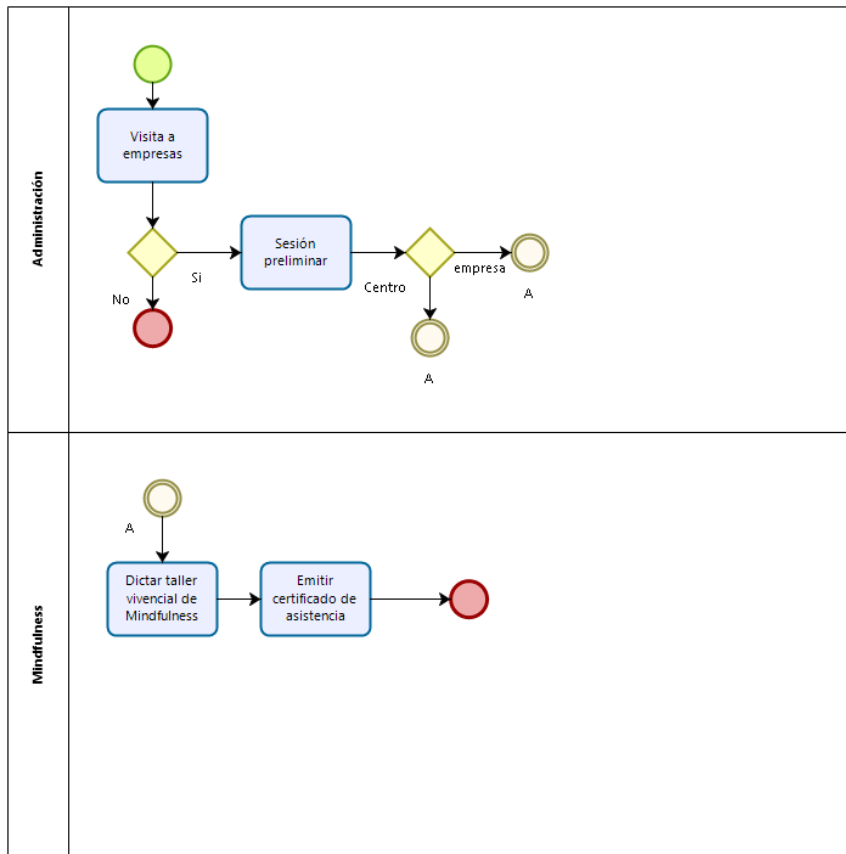 Administración
Visita a
empresas
Si
No
Sesión
preliminar
Centro
empresa
A
A
Mindfulness
A
Dictar taller
vivencial de
Mindfulness
Emitir
certificado de
asistencia